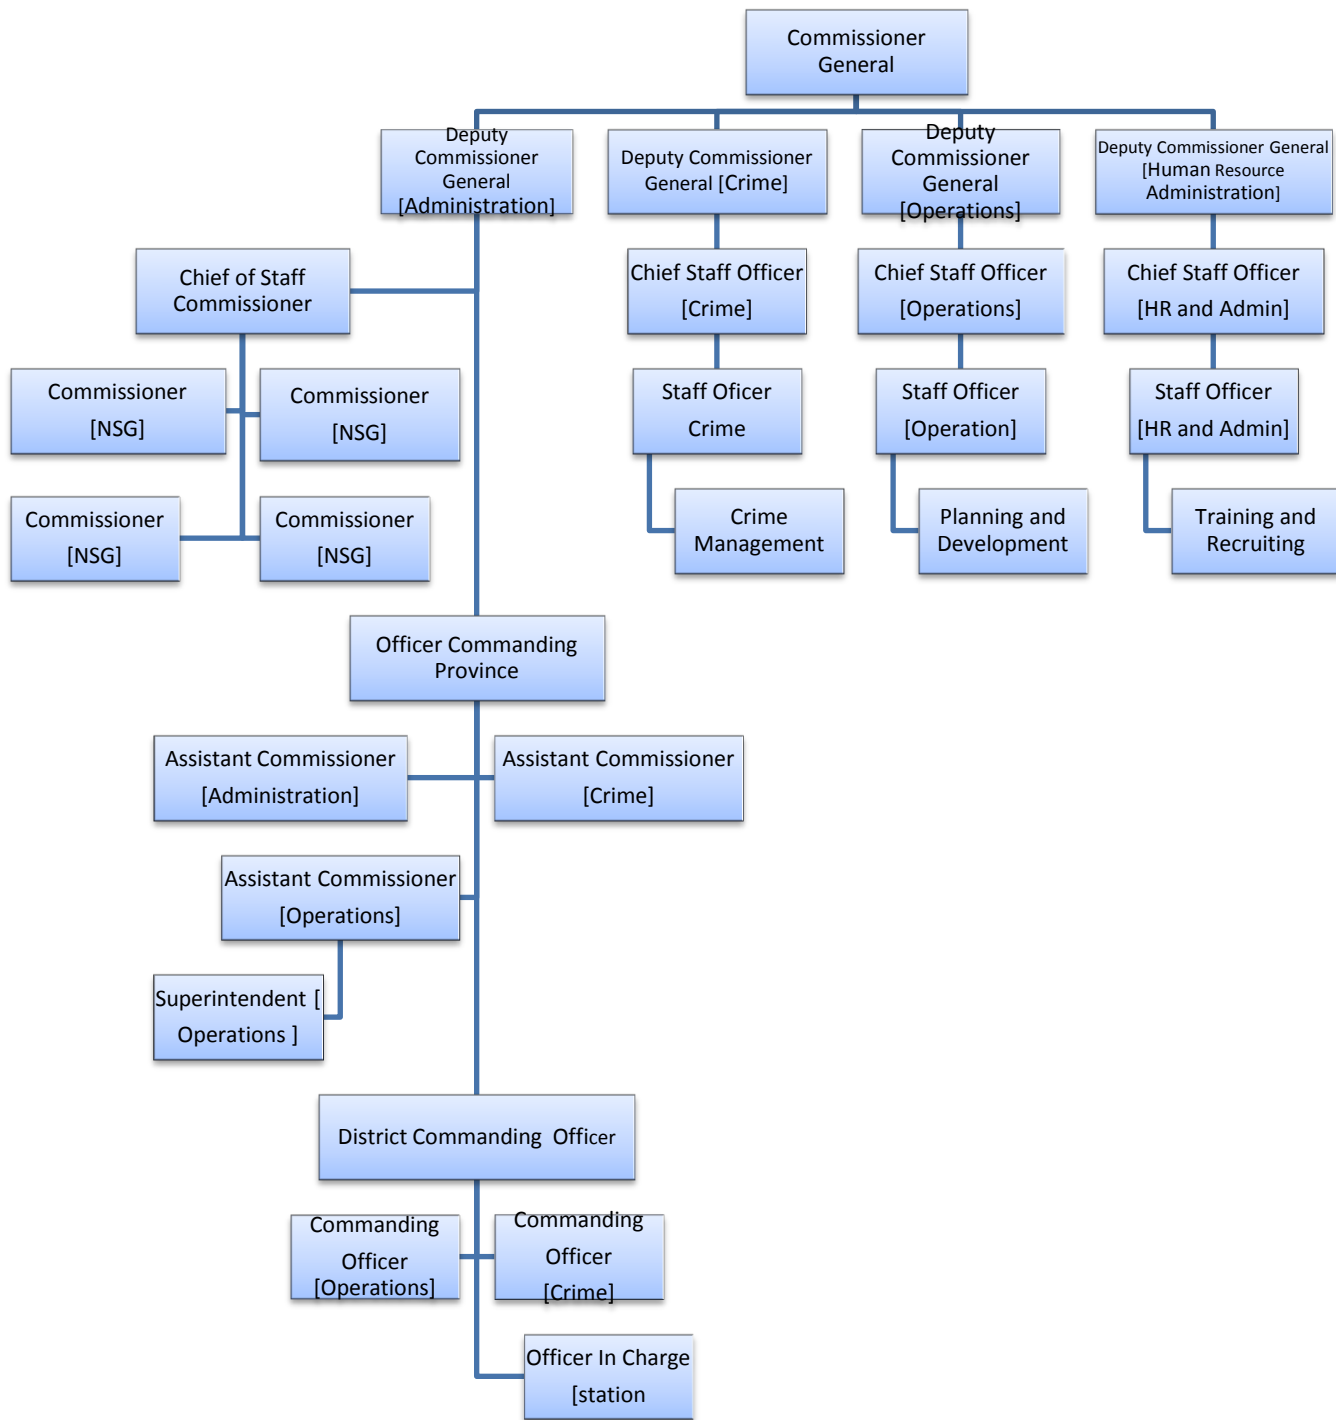 Commissioner
General
Deputy
Commissioner
General
[Administration]
Deputy Commissioner
General [Crime]
Deputy
Commissioner
General
[Operations]
Deputy Commissioner General
[Human Resource
Administration]
Chief of Staff
Commissioner
Chief Staff Officer
[Crime]
Chief Staff Officer
[Operations]
Chief Staff Officer
[HR and Admin]
Commissioner
[NSG]
Commissioner
[NSG]
Staff Oficer
Crime
Staff Officer
[Operation]
Staff Officer
[HR and Admin]
Commissioner
[NSG]
Commissioner
[NSG]
Crime
Management
Planning and
Development
Training and
Recruiting
Officer Commanding
Province
Assistant Commissioner
[Administration]
Assistant Commissioner
[Crime]
Assistant Commissioner
[Operations]
Superintendent [
Operations ]
District Commanding  Officer
Commanding
Officer
[Operations]
Commanding
Officer
[Crime]
Officer In Charge
[station